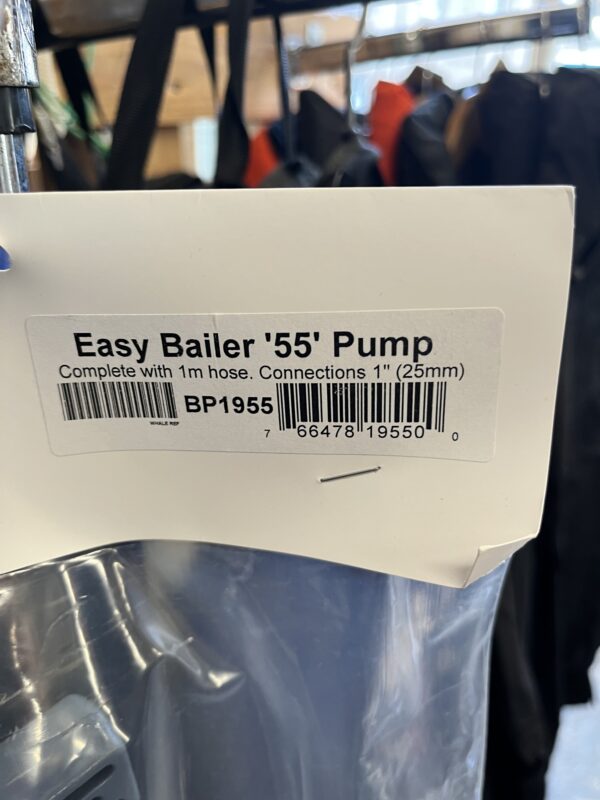 Easy Bailer '55' Pump
Complete with 1m hose. Connections 1" (25mm)
BP1955
WHALE REF
7 66478 19550 0